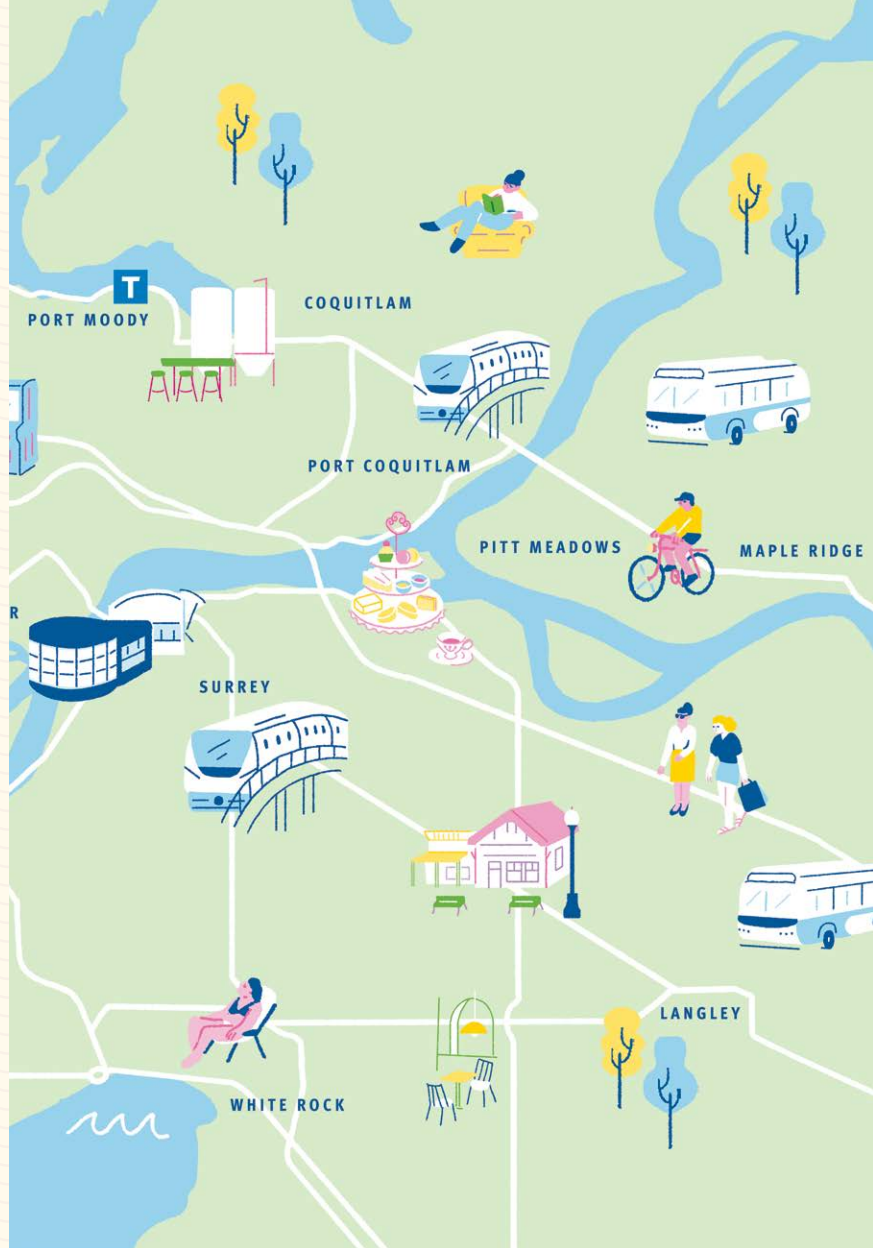 COQUITLAM
T
PORT MOODY
PORT COQUITLAM
PITT MEADOWS
MAPLE RIDGE
R
SURREY
LANGLEY
WHITE ROCK